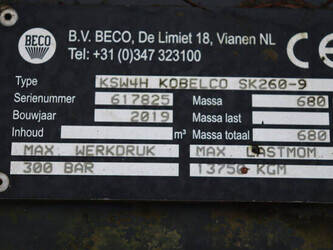 BECO
B.V. BECO, De Limiet 18, Vianen NL
Tel: +31 (0)347 323100
CE
Type KSW4H KOBELCO SK260-9
Serienummer 617825 Massa 680
Bouwjaar 2019 Massa last
Inhoud m³ Massa totaal 680
MAX. WERKDRUK MAX. LASTMOM
300 BAR 13750 KGM